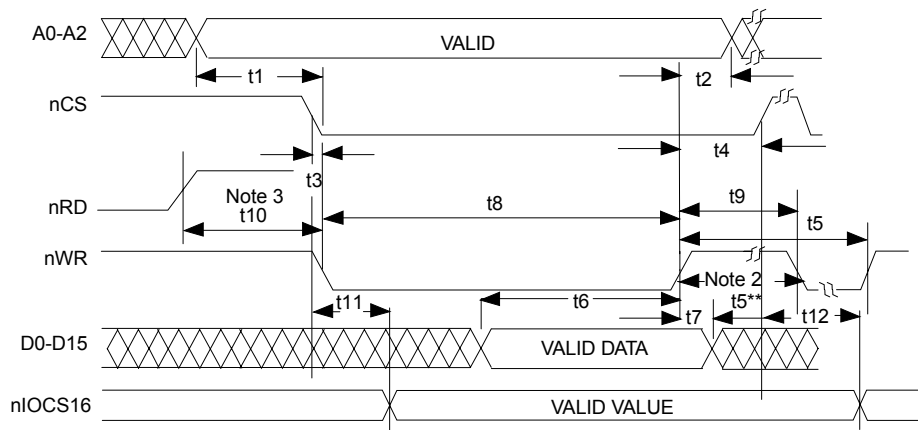 A0-A2
VALID
t1
t2
nCS
t4
t3
nRD
Note 3
t10
t8
t9
t5
nWR
Note 2
t11
t6
t5**
t7
t12
D0-D15
VALID DATA
nIOCS16
VALID VALUE